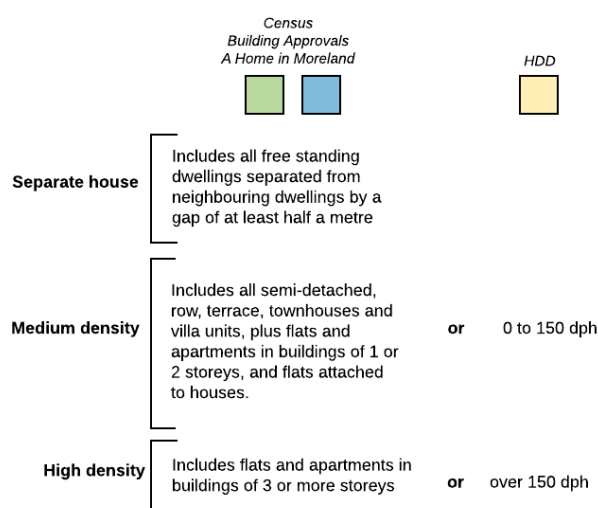 Census
Building Approvals
A Home in Moreland
HDD
Separate house
Includes all free standing
dwellings separated from
neighbouring dwellings by a
gap of at least half a metre
Medium density
Includes all semi-detached,
row, terrace, townhouses and
villa units, plus flats and
apartments in buildings of 1 or
2 storeys, and flats attached
to houses.
or 0 to 150 dph
High density
Includes flats and apartments in
buildings of 3 or more storeys
or over 150 dph